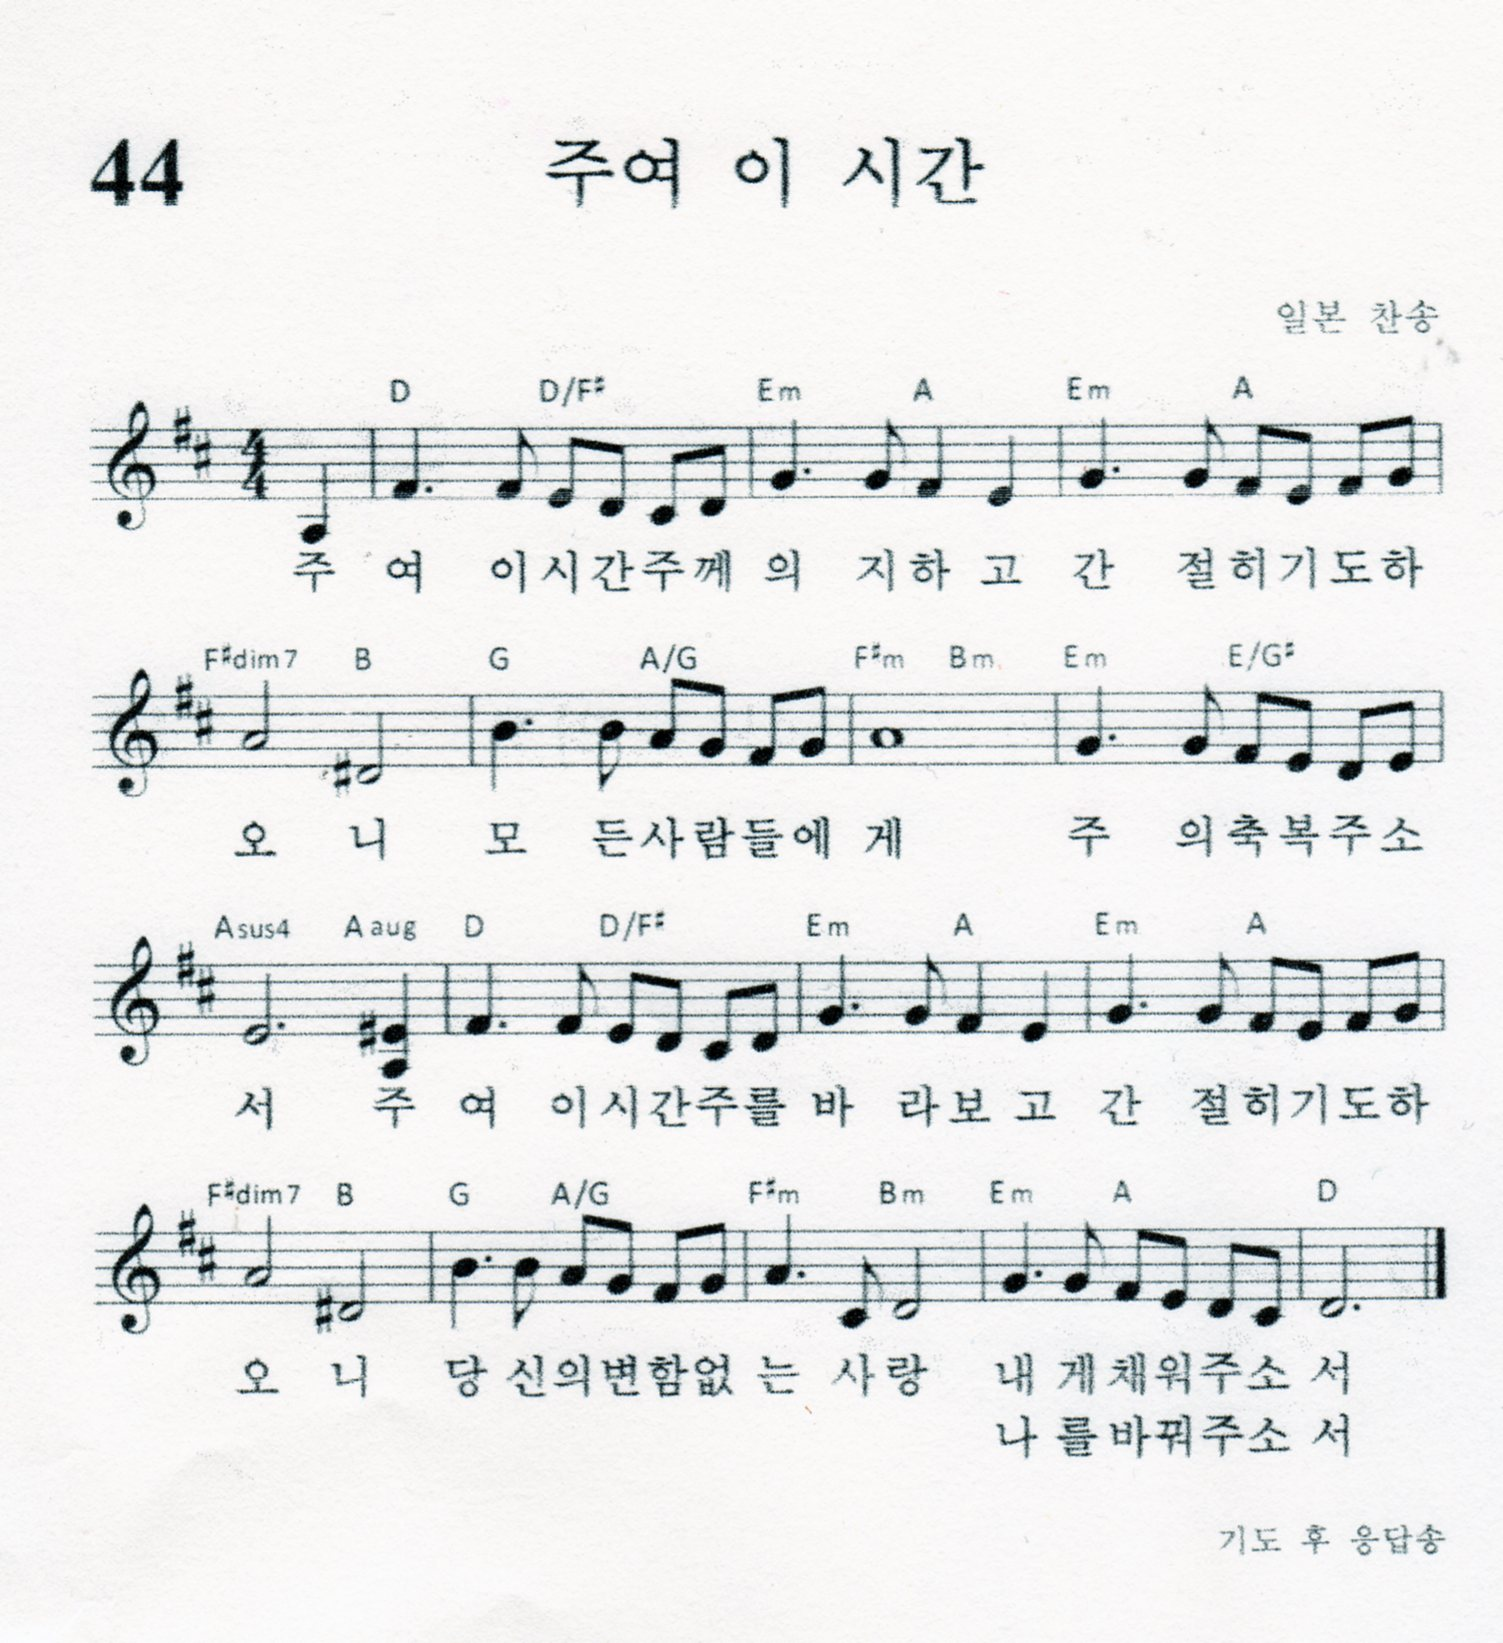 44 주여 이 시간
일본 찬송
D D/F♯ Em A Em A
4/4
주 여 이시간주께 의 지하 고 간 절히기도하
F♯dim7 B G A/G F♯m Bm Em E/G♯
오 니 모 든사람들에 게 주 의축복주소
Asus4 Aaug D D/F♯ Em A Em A
서 주 여 이시간주를 바 라보 고 간 절히기도하
F♯dim7 B G A/G F♯m Bm Em A D
오 니 당 신의변함없 는 사랑 내 게채워주소 서
나 를바꿔주소 서
기도 후 응답송